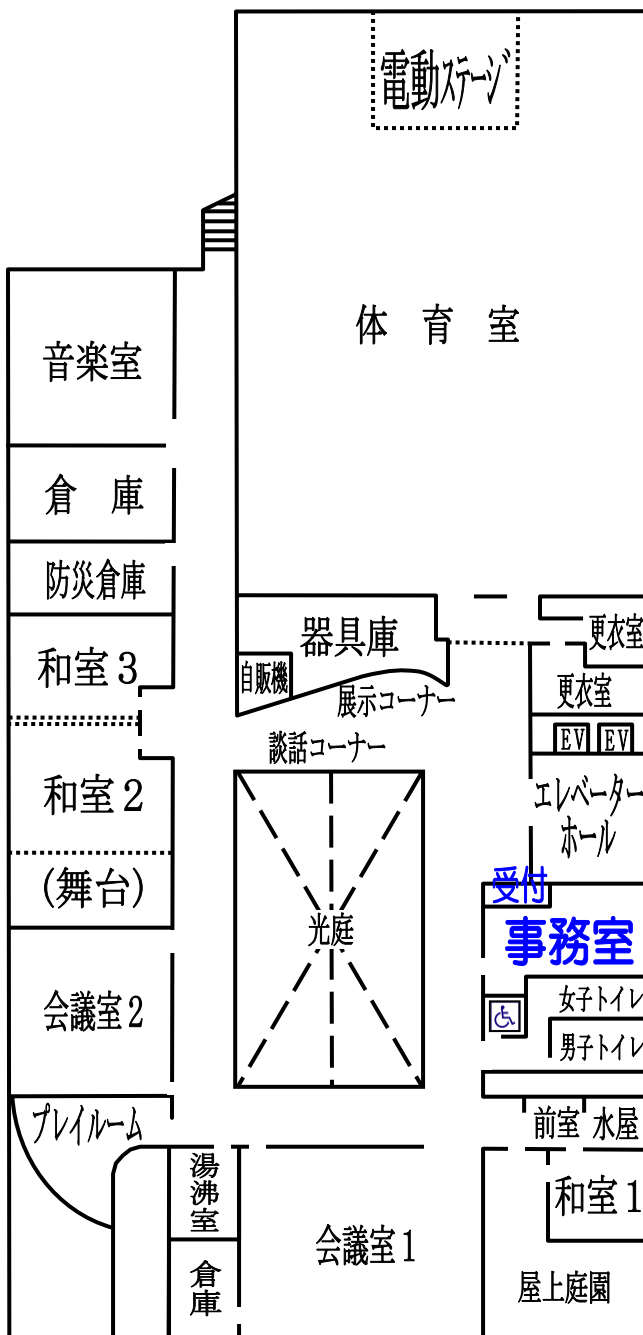 電動ステージ
体育室
音楽室
倉庫
防災倉庫
器具庫
更衣室
和室3
自販機
更衣室
展示コーナー
談話コーナー
EV EV
和室2
エレベーター
ホール
(舞台)
受付
光庭
事務室
会議室2
女子トイレ
男子トイレ
プレイルーム
前室 水屋
湯沸室
和室1
会議室1
倉庫
屋上庭園